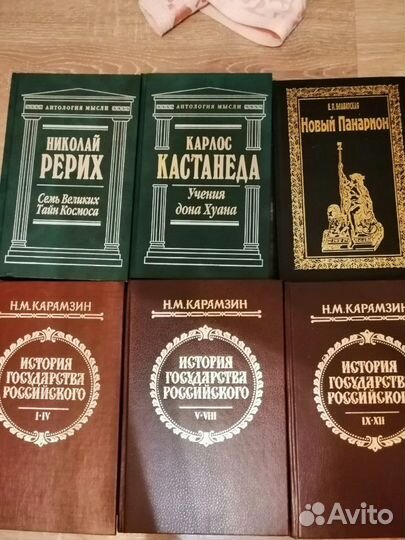 АНТОЛОГИЯ МЫСЛИ
НИКОЛАЙ
РЕРИХ
Семь Великих
Тайн Космоса
АНТОЛОГИЯ МЫСЛИ
КАРЛОС
КАСТАНЕДА
Учения
дона Хуана
Е.П. БЛАВАТСКАЯ
Новый Панарион
Н.М.КАРАМЗИН
ИСТОРИЯ
ГОСУДАРСТВА
РОССИЙСКОГО
I-IV
Н.М.КАРАМЗИН
ИСТОРИЯ
ГОСУДАРСТВА
РОССИЙСКОГО
V-VIII
Н.М.КАРАМЗИН
ИСТОРИЯ
ГОСУДАРСТВА
РОССИЙСКОГО
IX-XII
Avito